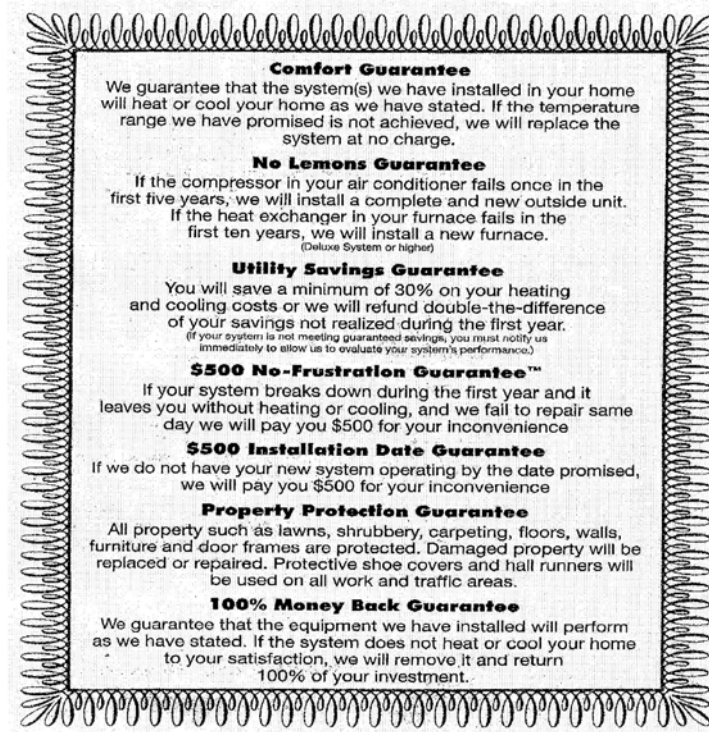 Comfort Guarantee
We guarantee that the system(s) we have installed in your home
will heat or cool your home as we have stated. If the temperature
range we have promised is not achieved, we will replace the
system at no charge.
No Lemons Guarantee
If the compressor in your air conditioner fails once in the
first five years, we will install a complete and new outside unit.
If the heat exchanger in your furnace fails in the
first ten years, we will install a new furnace.
(Deluxe System or higher)
Utility Savings Guarantee
You will save a minimum of 30% on your heating
and cooling costs or we will refund double-the-difference
of your savings not realized during the first year.
(If your system is not meeting guaranteed savings, you must notify us
immediately to allow us to evaluate your system's performance.)
$500 No-Frustration Guarantee™
If your system breaks down during the first year and it
leaves you without heating or cooling, and we fail to repair same
day we will pay you $500 for your inconvenience
$500 Installation Date Guarantee
If we do not have your new system operating by the date promised,
we will pay you $500 for your inconvenience
Property Protection Guarantee
All property such as lawns, shrubbery, carpeting, floors, walls,
furniture and door frames are protected. Damaged property will be
replaced or repaired. Protective shoe covers and hall runners will
be used on all work and traffic areas.
100% Money Back Guarantee
We guarantee that the equipment we have installed will perform
as we have stated. If the system does not heat or cool your home
to your satisfaction, we will remove it and return
100% of your investment.